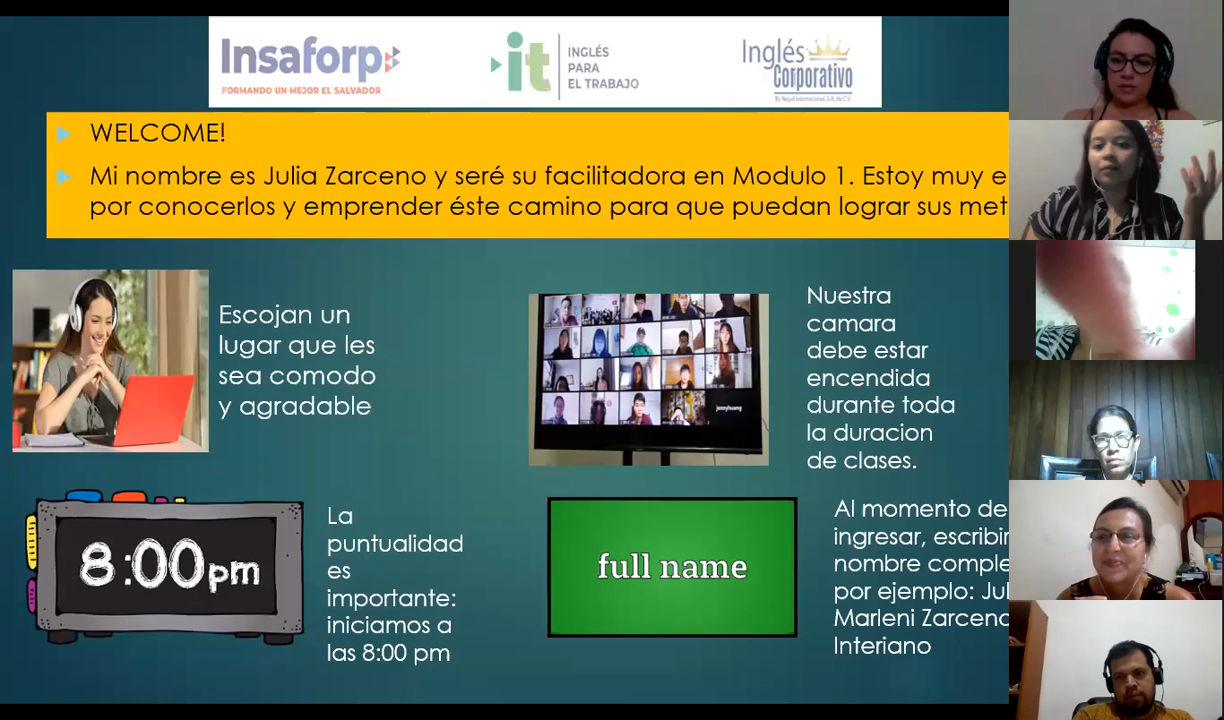 Insaforp
FORMANDO UN MEJOR EL SALVADOR
it
INGLÉS
PARA
EL TRABAJO
Inglés
Corporativo
WELCOME!
Mi nombre es Julia Zarceno y seré su facilitadora en Modulo 1. Estoy muy e
por conocerlos y emprender éste camino para que puedan lograr sus met
Escojan un
lugar que les
sea comodo
y agradable
Nuestra
camara
debe estar
encendida
durante toda
la duracion
de clases.
8:00pm
La
puntualidad
es
importante:
iniciamos a
las 8:00 pm
full name
Al momento de
ingresar, escribir
nombre comple
por ejemplo: Jul
Marleni Zarceno
Interiano